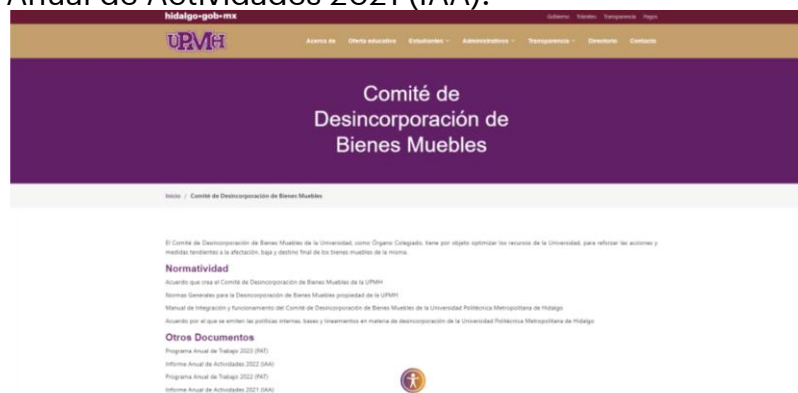 Anual de Actividades 2021 (IAA).
hidalgo·gob·mx
Gobierno Trámites Transparencia Pagos
UPMH
Acerca de Oferta educativa Estudiantes Administrativos Transparencia Directorio Contacto
Comité de
Desincorporación de
Bienes Muebles
Inicio / Comité de Desincorporación de Bienes Muebles
El Comité de Desincorporación de Bienes Muebles de la Universidad, como Órgano Colegiado, tiene por objeto optimizar los recursos de la Universidad, para reforzar las acciones y
medidas tendientes a la afectación, baja y destino final de los bienes muebles de la misma.
Normatividad
Acuerdo que crea el Comité de Desincorporación de Bienes Muebles de la UPMH
Normas Generales para la Desincorporación de Bienes Muebles propiedad de la UPMH
Manual de Integración y funcionamiento del Comité de Desincorporación de Bienes Muebles de la Universidad Politécnica Metropolitana de Hidalgo
Acuerdo por el que se emiten las políticas internas, bases y lineamientos en materia de desincorporación de la Universidad Politécnica Metropolitana de Hidalgo
Otros Documentos
Programa Anual de Trabajo 2023 (PAT)
Informe Anual de Actividades 2022 (IAA)
Programa Anual de Trabajo 2022 (PAT)
Informe Anual de Actividades 2021 (IAA)